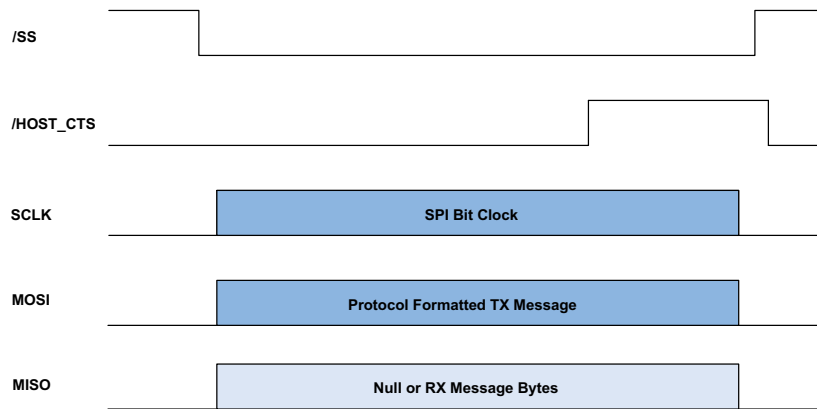 /SS
/HOST_CTS
SCLK
SPI Bit Clock
MOSI
Protocol Formatted TX Message
MISO
Null or RX Message Bytes